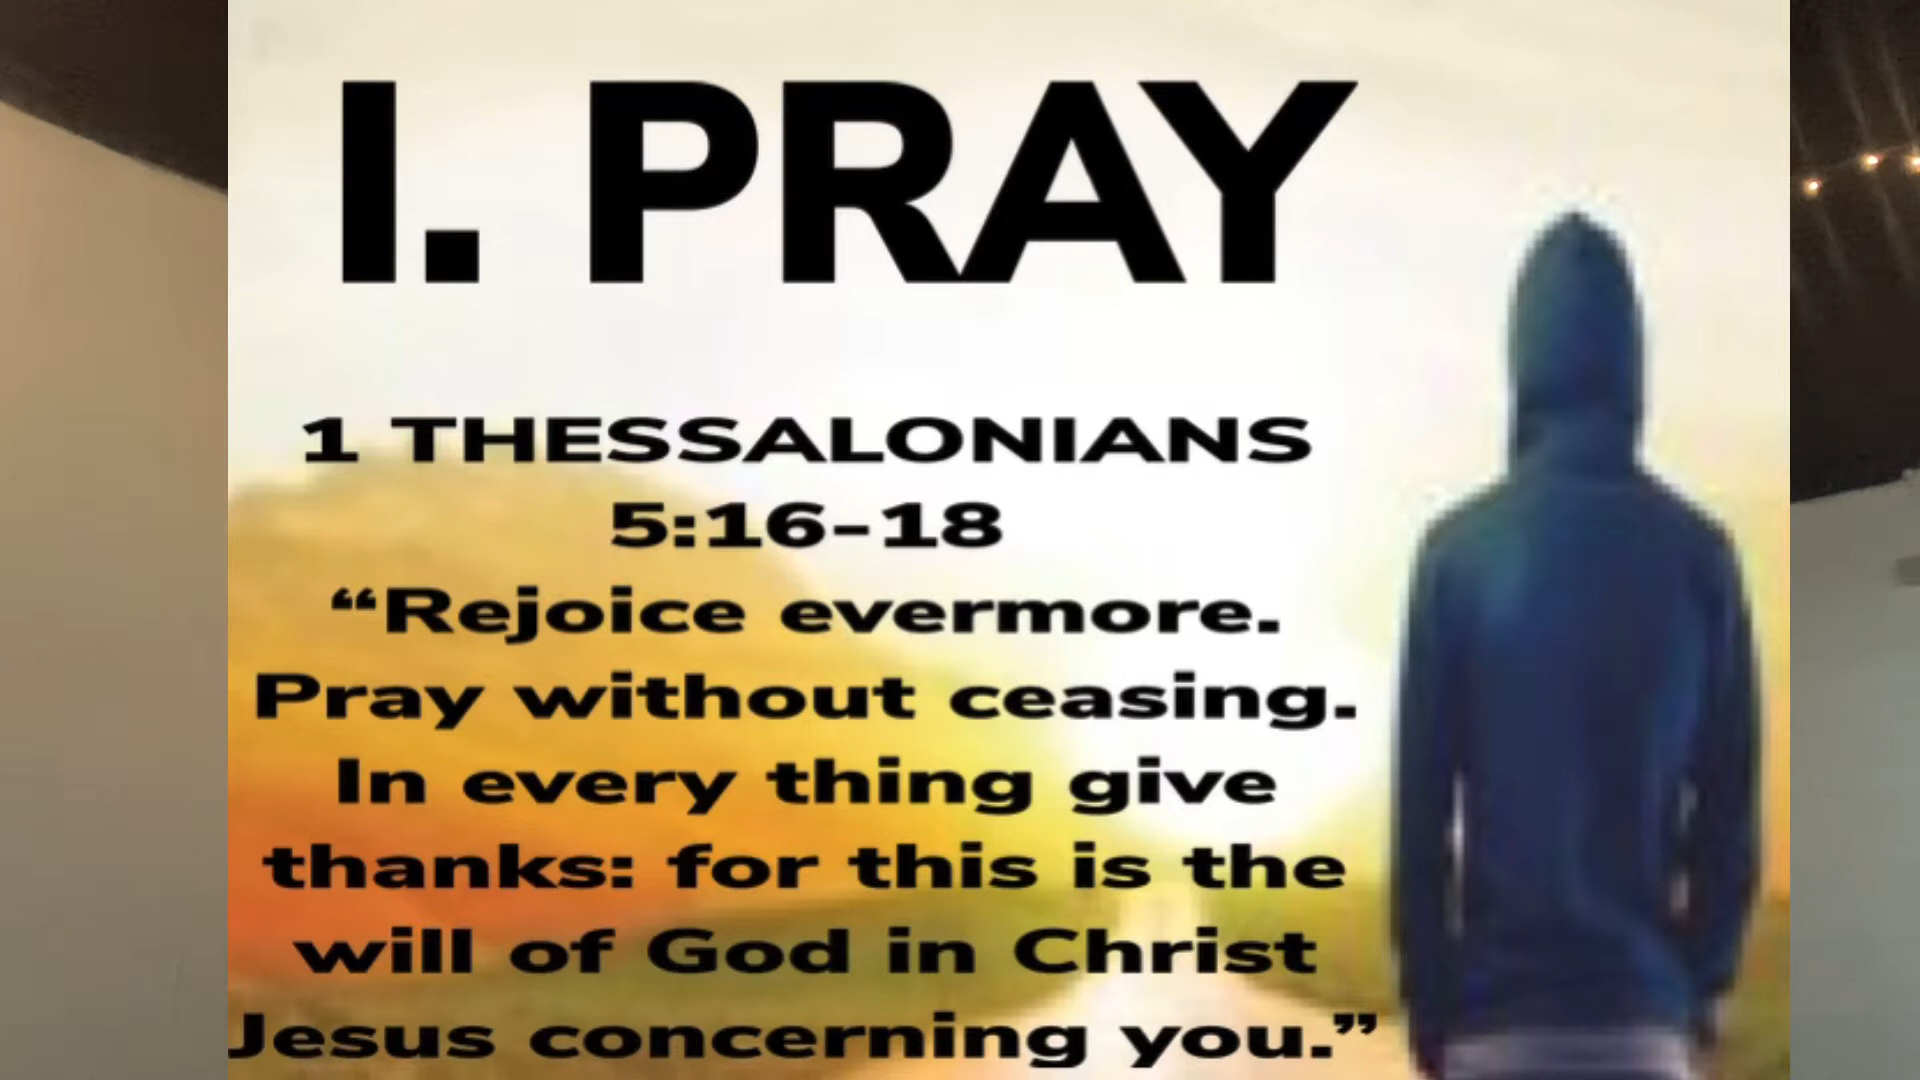 I. PRAY
1 THESSALONIANS
5:16-18
“Rejoice evermore.
Pray without ceasing.
In every thing give
thanks: for this is the
will of God in Christ
Jesus concerning you.”